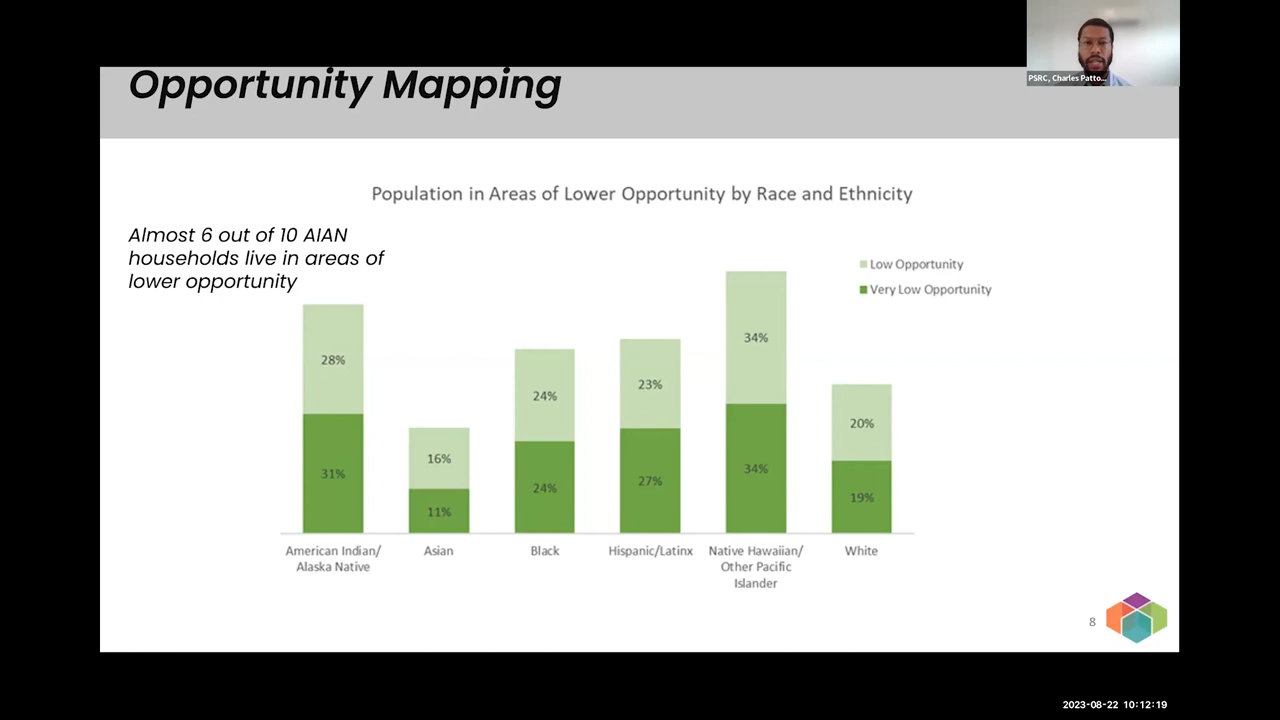 Opportunity Mapping
PSRC, Charles Patto...
Population in Areas of Lower Opportunity by Race and Ethnicity
Almost 6 out of 10 AIAN
households live in areas of
lower opportunity
Low Opportunity
Very Low Opportunity
28%
31%
16%
11%
24%
24%
23%
27%
34%
34%
20%
19%
American Indian/
Alaska Native
Asian
Black
Hispanic/Latinx
Native Hawaiian/
Other Pacific
Islander
White
8
2023-08-22 10:12:19